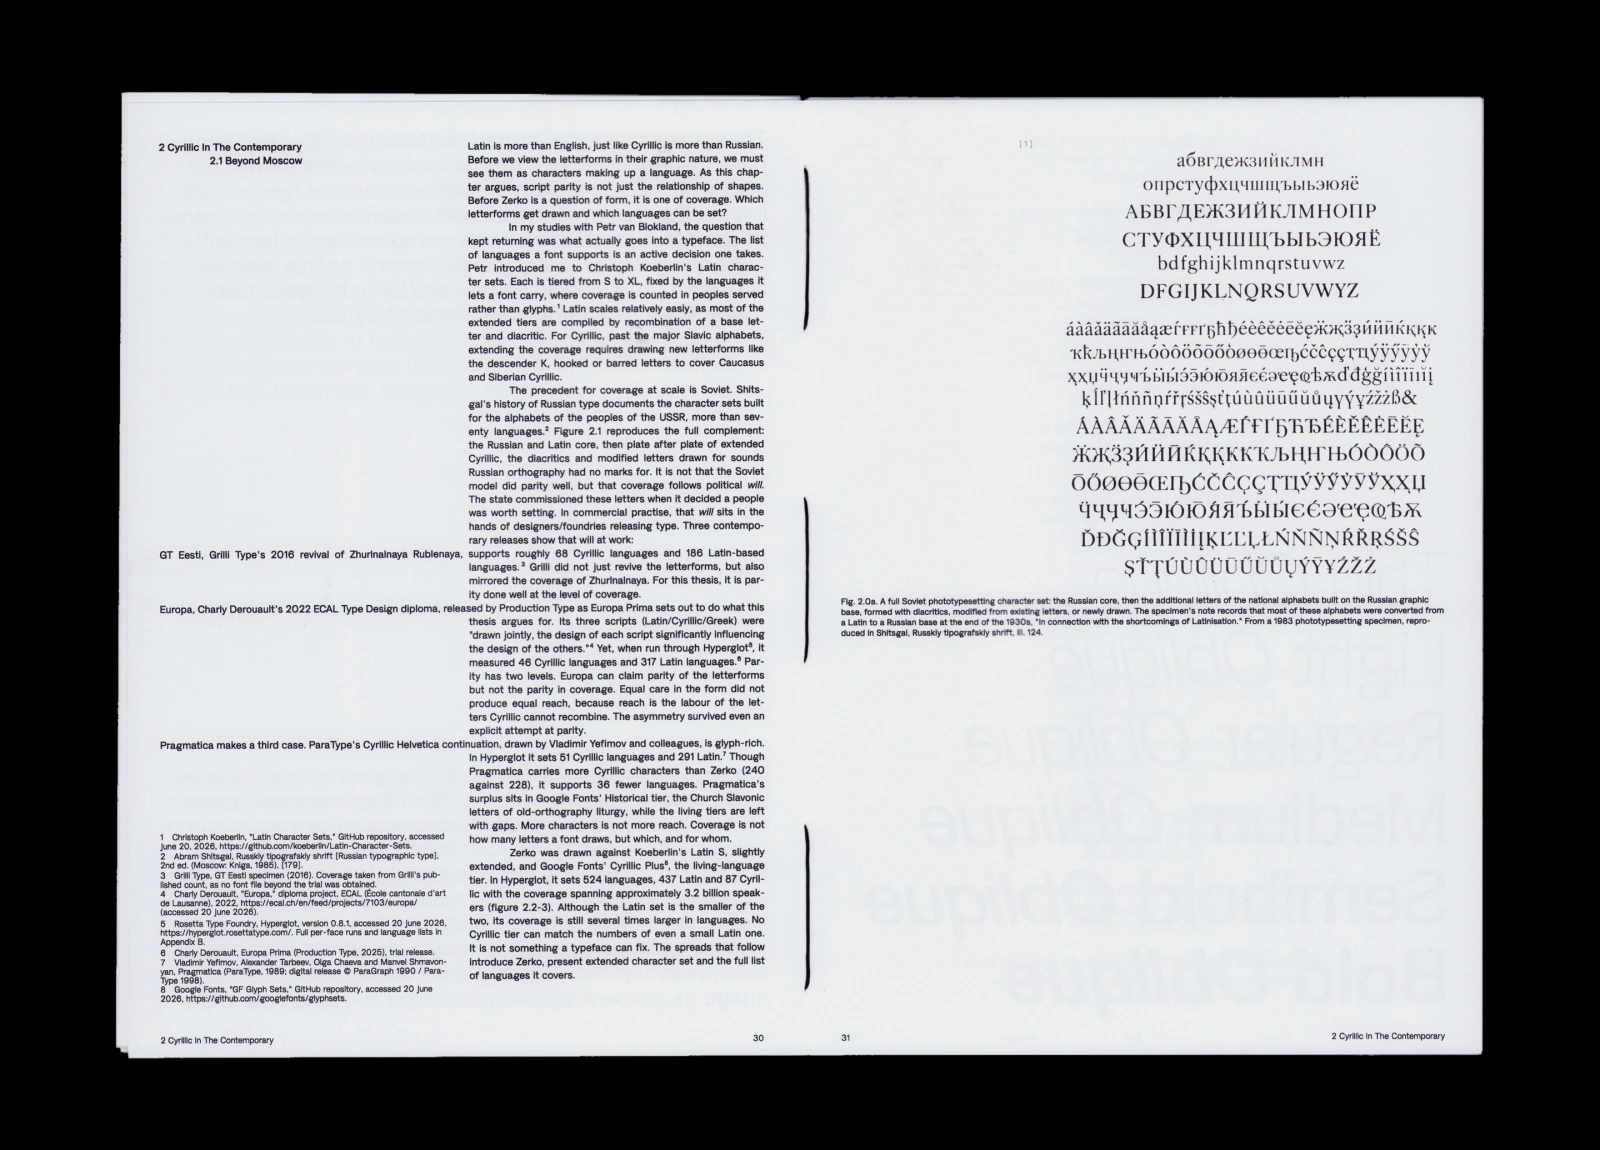 2 Cyrillic In The Contemporary
2.1 Beyond Moscow
Latin is more than English, just like Cyrillic is more than Russian.
Before we view the letterforms in their graphic nature, we must
see them as characters making up a language. As this chap-
ter argues, script parity is not just the relationship of shapes.
Before Zerko is a question of form, it is one of coverage. Which
letterforms get drawn and which languages can be set?
In my studies with Petr van Blokland, the question that
kept returning was what actually goes into a typeface. The list
of languages a font supports is an active decision one takes.
Petr introduced me to Christoph Koeberlin's Latin charac-
ter sets. Each is tiered from S to XL, fixed by the languages it
lets a font carry, where coverage is counted in peoples served
rather than glyphs.1 Latin scales relatively easily, as most of the
extended tiers are compiled by recombination of a base let-
ter and diacritic. For Cyrillic, past the major Slavic alphabets,
extending the coverage requires drawing new letterforms like
the descender K, hooked or barred letters to cover Caucasus
and Siberian Cyrillic.
The precedent for coverage at scale is Soviet. Shits-
gal's history of Russian type documents the character sets built
for the alphabets of the peoples of the USSR, more than sev-
enty languages.2 Figure 2.1 reproduces the full complement:
the Russian and Latin core, then plate after plate of extended
Cyrillic, the diacritics and modified letters drawn for sounds
Russian orthography had no marks for. It is not that the Soviet
model did parity well, but that coverage follows political will.
The state commissioned these letters when it decided a people
was worth setting. In commercial practise, that will sits in the
hands of designers/foundries releasing type. Three contempo-
rary releases show that will at work:
GT Eesti, Grilli Type's 2016 revival of Zhurinalnaya Rublenaya, supports roughly 68 Cyrillic languages and 186 Latin-based
languages.3 Grilli did not just revive the letterforms, but also
mirrored the coverage of Zhurinalnaya. For this thesis, it is par-
ity done well at the level of coverage.
Europa, Charly Derouault's 2022 ECAL Type Design diploma, released by Production Type as Europa Prima sets out to do what this
thesis argues for. Its three scripts (Latin/Cyrillic/Greek) were
"drawn jointly, the design of each script significantly influencing
the design of the others."4 Yet, when run through Hyperglot5, it
measured 46 Cyrillic languages and 317 Latin languages.6 Par-
ity has two levels. Europa can claim parity of the letterforms
but not the parity in coverage. Equal care in the form did not
produce equal reach, because reach is the labour of the let-
ters Cyrillic cannot recombine. The asymmetry survived even an
explicit attempt at parity.
Pragmatica makes a third case. ParaType's Cyrillic Helvetica continuation, drawn by Vladimir Yefimov and colleagues, is glyph-rich.
In Hyperglot it sets 51 Cyrillic languages and 291 Latin.7 Though
Pragmatica carries more Cyrillic characters than Zerko (240
against 228), it supports 36 fewer languages. Pragmatica's
surplus sits in Google Fonts' Historical tier, the Church Slavonic
letters of old-orthography liturgy, while the living tiers are left
with gaps. More characters is not more reach. Coverage is not
how many letters a font draws, but which, and for whom.
Zerko was drawn against Koeberlin's Latin S, slightly
extended, and Google Fonts' Cyrillic Plus8, the living-language
tier. In Hyperglot, it sets 524 languages, 437 Latin and 87 Cyril-
lic with the coverage spanning approximately 3.2 billion speak-
ers (figure 2.2-3). Although the Latin set is the smaller of the
two, its coverage is still several times larger in languages. No
Cyrillic tier can match the numbers of even a small Latin one.
It is not something a typeface can fix. The spreads that follow
introduce Zerko, present extended character set and the full list
of languages it covers.
1 Christoph Koeberlin, "Latin Character Sets," GitHub repository, accessed
june 20, 2026, https://github.com/koeberlin/Latin-Character-Sets.
2 Abram Shitsgal, Russkiy tipografskiy shrift [Russian typographic type],
2nd ed. (Moscow: Kniga, 1985), [179].
3 Grilli Type, GT Eesti specimen (2016). Coverage taken from Grilli's pub-
lished count, as no font file beyond the trial was obtained.
4 Charly Derouault, "Europa," diploma project, ECAL (École cantonale d'art
de Lausanne), 2022, https://ecal.ch/en/feed/projects/7103/europa/
(accessed 20 june 2026).
5 Rosetta Type Foundry, Hyperglot, version 0.8.1, accessed 20 june 2026,
https://hyperglot.rosettatype.com/. Full per-face runs and language lists in
Appendix B.
6 Charly Derouault, Europa Prima (Production Type, 2025), trial release.
7 Vladimir Yefimov, Alexander Tarbeev, Olga Chaeva and Manvel Shmavon-
yan, Pragmatica (ParaType, 1989; digital release © ParaGraph 1990 / Para-
Type 1998).
8 Google Fonts, "GF Glyph Sets," GitHub repository, accessed 20 june
2026, https://github.com/googlefonts/glyphsets.
2 Cyrillic In The Contemporary
30
[1]
абвгдежзийклмн
опрстуфхцчшщъыьэюяё
АБВГДЕЖЗИЙКЛМНОПР
СТУФХЦЧШЩЪЫЬЭЮЯЁ
bdfghijklmnqrstuvwz
DFGIJKLNQRSUVWYZ
Fig. 2.0a. A full Soviet phototypesetting character set: the Russian core, then the additional letters of the national alphabets built on the Russian graphic
base, formed with diacritics, modified from existing letters, or newly drawn. The specimen's note records that most of these alphabets were converted from
a Latin to a Russian base at the end of the 1930s, "in connection with the shortcomings of Latinisation." From a 1983 phototypesetting specimen, repro-
duced in Shitsgal, Russkiy tipografskiy shrift, ill. 124.
31
2 Cyrillic In The Contemporary